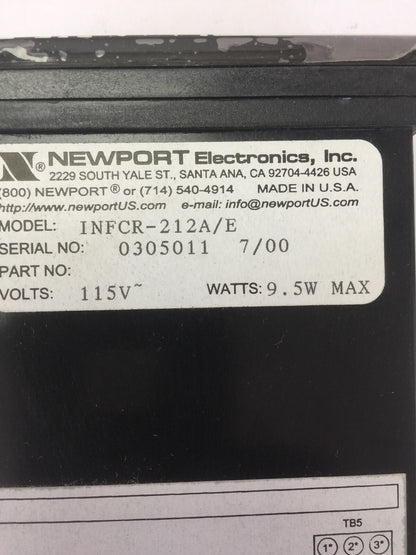 N® NEWPORT Electronics, Inc.
2229 SOUTH YALE ST., SANTA ANA, CA 92704-4426 USA
(800) NEWPORT® or (714) 540-4914 MADE IN U.S.A.
http://www.newportUS.com e-mail: info@newportUS.com
MODEL: INFCR-212A/E
SERIAL NO: 0305011 7/00
PART NO:
VOLTS: 115V~ WATTS: 9.5W MAX
TB5
1* 2* 3*